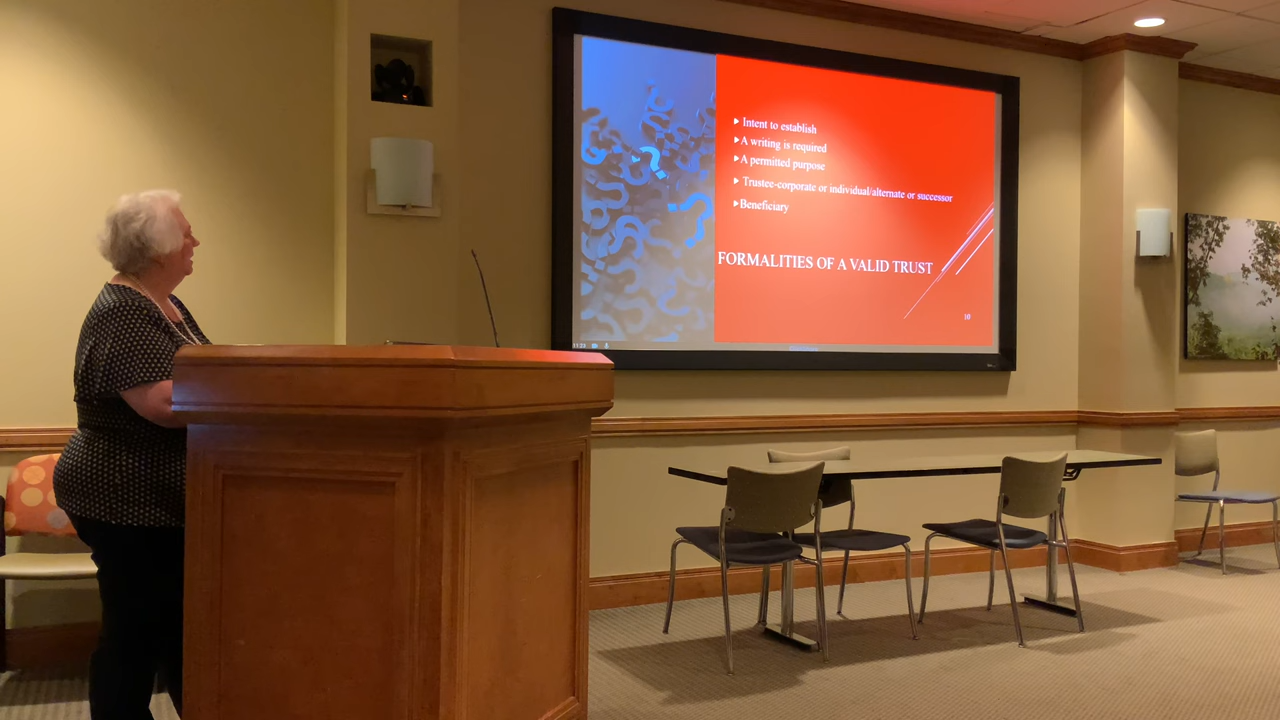 Intent to establish
A writing is required
A permitted purpose
Trustee-corporate or individual/alternate or successor
Beneficiary
FORMALITIES OF A VALID TRUST
10